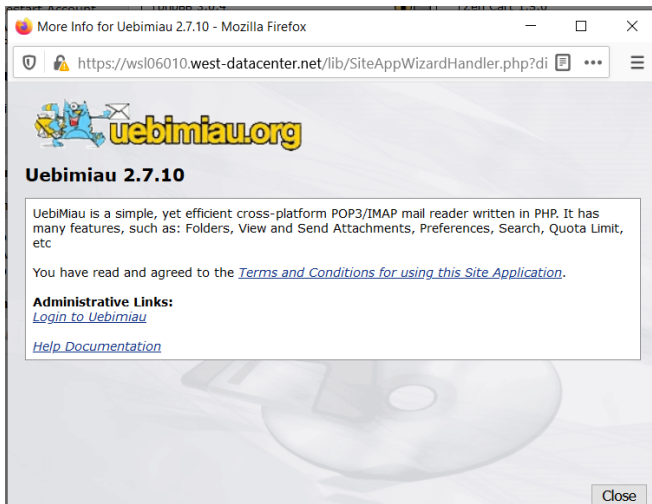 More Info for Uebimiau 2.7.10 - Mozilla Firefox
https://wsl06010.west-datacenter.net/lib/SiteAppWizardHandler.php?di
uebimiau.org
Uebimiau 2.7.10
UebiMiau is a simple, yet efficient cross-platform POP3/IMAP mail reader written in PHP. It has
many features, such as: Folders, View and Send Attachments, Preferences, Search, Quota Limit,
etc
You have read and agreed to the Terms and Conditions for using this Site Application.
Administrative Links:
Login to Uebimiau
Help Documentation
Close